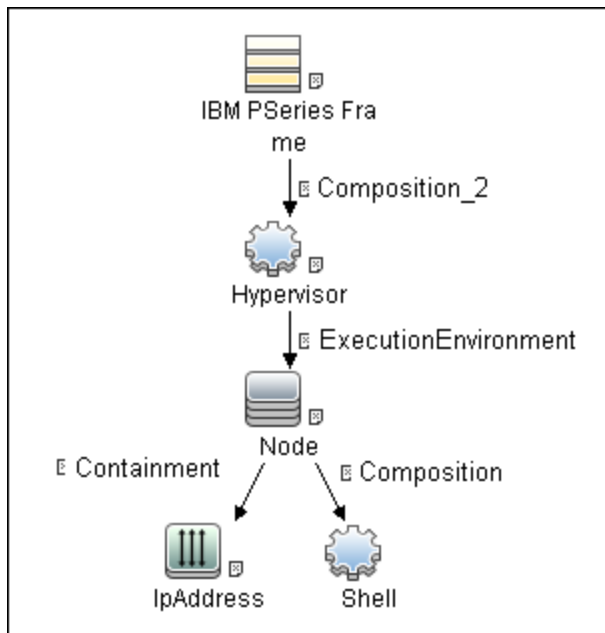 IBM PSeries Fra
me
Composition_2
Hypervisor
ExecutionEnvironment
Node
Containment
Composition
IpAddress
Shell